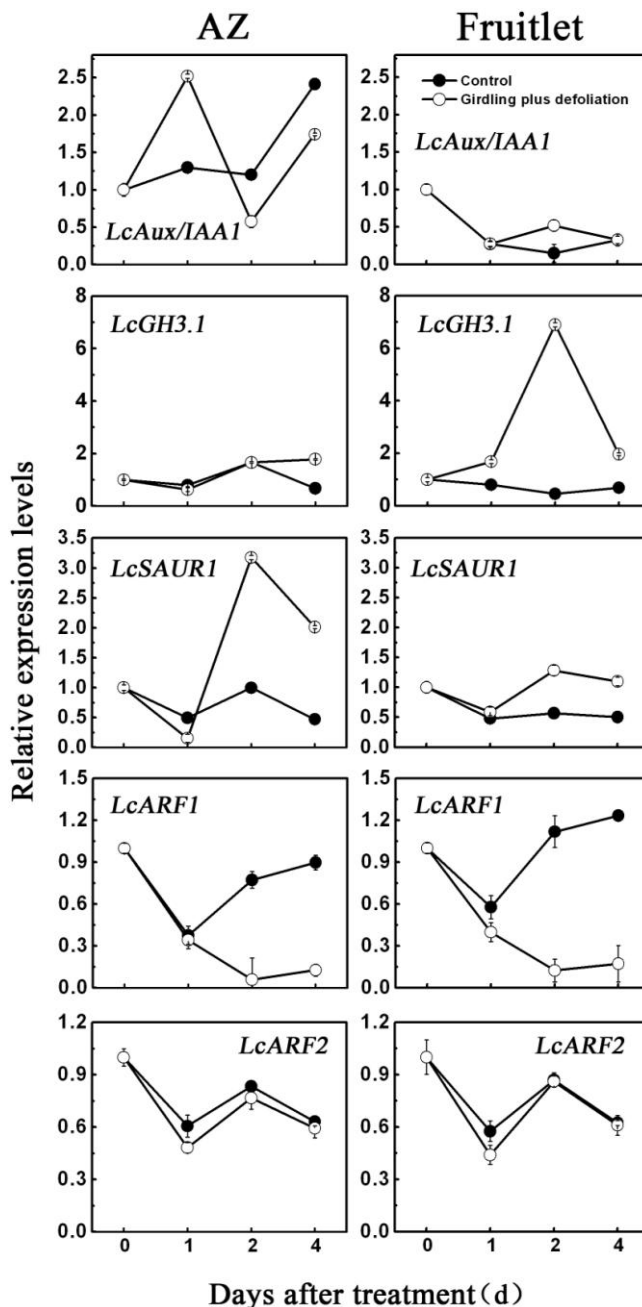 AZ
Fruitlet
2.5
2.0
1.5
1.0
0.5
0.0
LcAux/IAA1
Control
Girdling plus defoliation
LcAux/IAA1
8
6
4
2
0
LcGH3.1
LcGH3.1
Relative expression levels
3.5
3.0
2.5
2.0
1.5
1.0
0.5
0.0
LcSAUR1
LcSAUR1
1.5
1.2
0.9
0.6
0.3
0.0
LcARF1
LcARF1
1.2
0.9
0.6
0.3
0.0
LcARF2
LcARF2
0 1 2 4
0 1 2 4
Days after treatment(d)